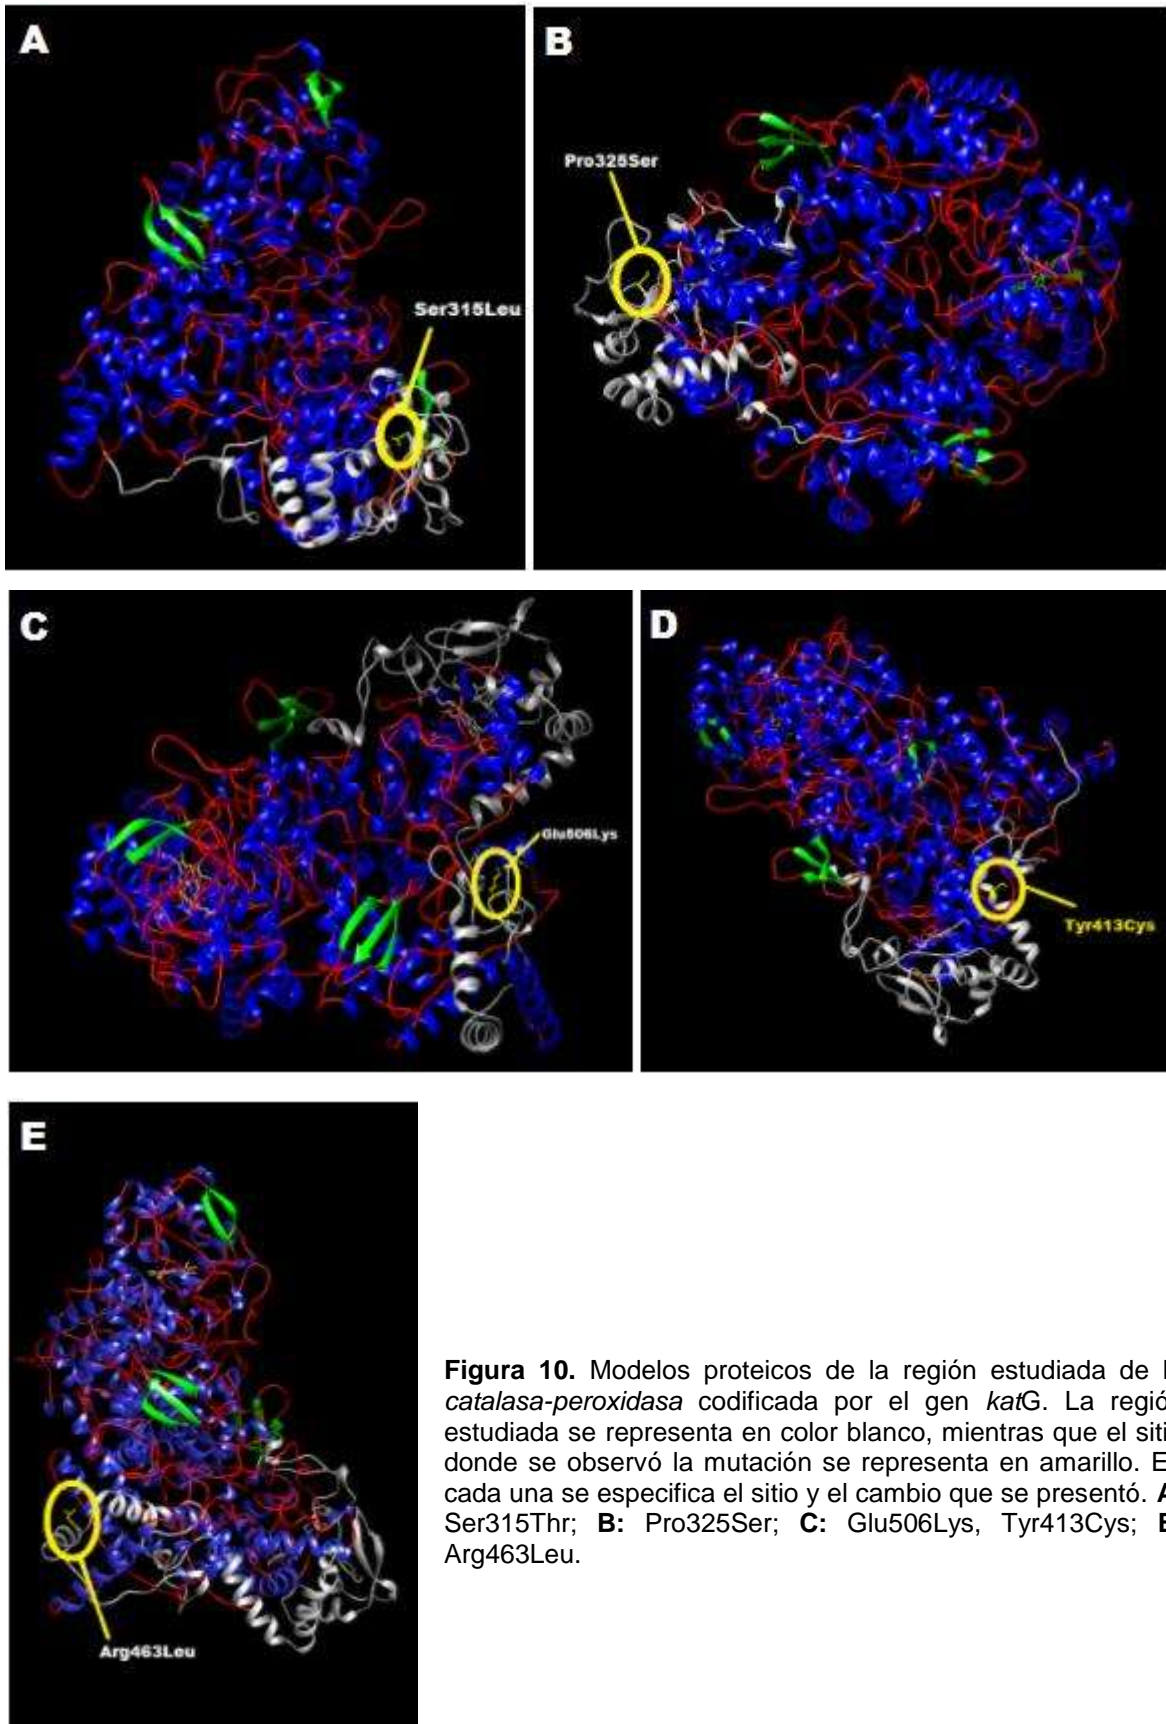 A
Ser315Leu
B
Pro325Ser
C
Glu506Lys
D
Tyr413Cys
E
Arg463Leu
Figura 10. Modelos proteicos de la región estudiada de l
catalasa-peroxidasa codificada por el gen katG. La regió
estudiada se representa en color blanco, mientras que el siti
donde se observó la mutación se representa en amarillo. E
cada una se especifica el sitio y el cambio que se presentó. A
Ser315Thr; B: Pro325Ser; C: Glu506Lys, Tyr413Cys; E
Arg463Leu.